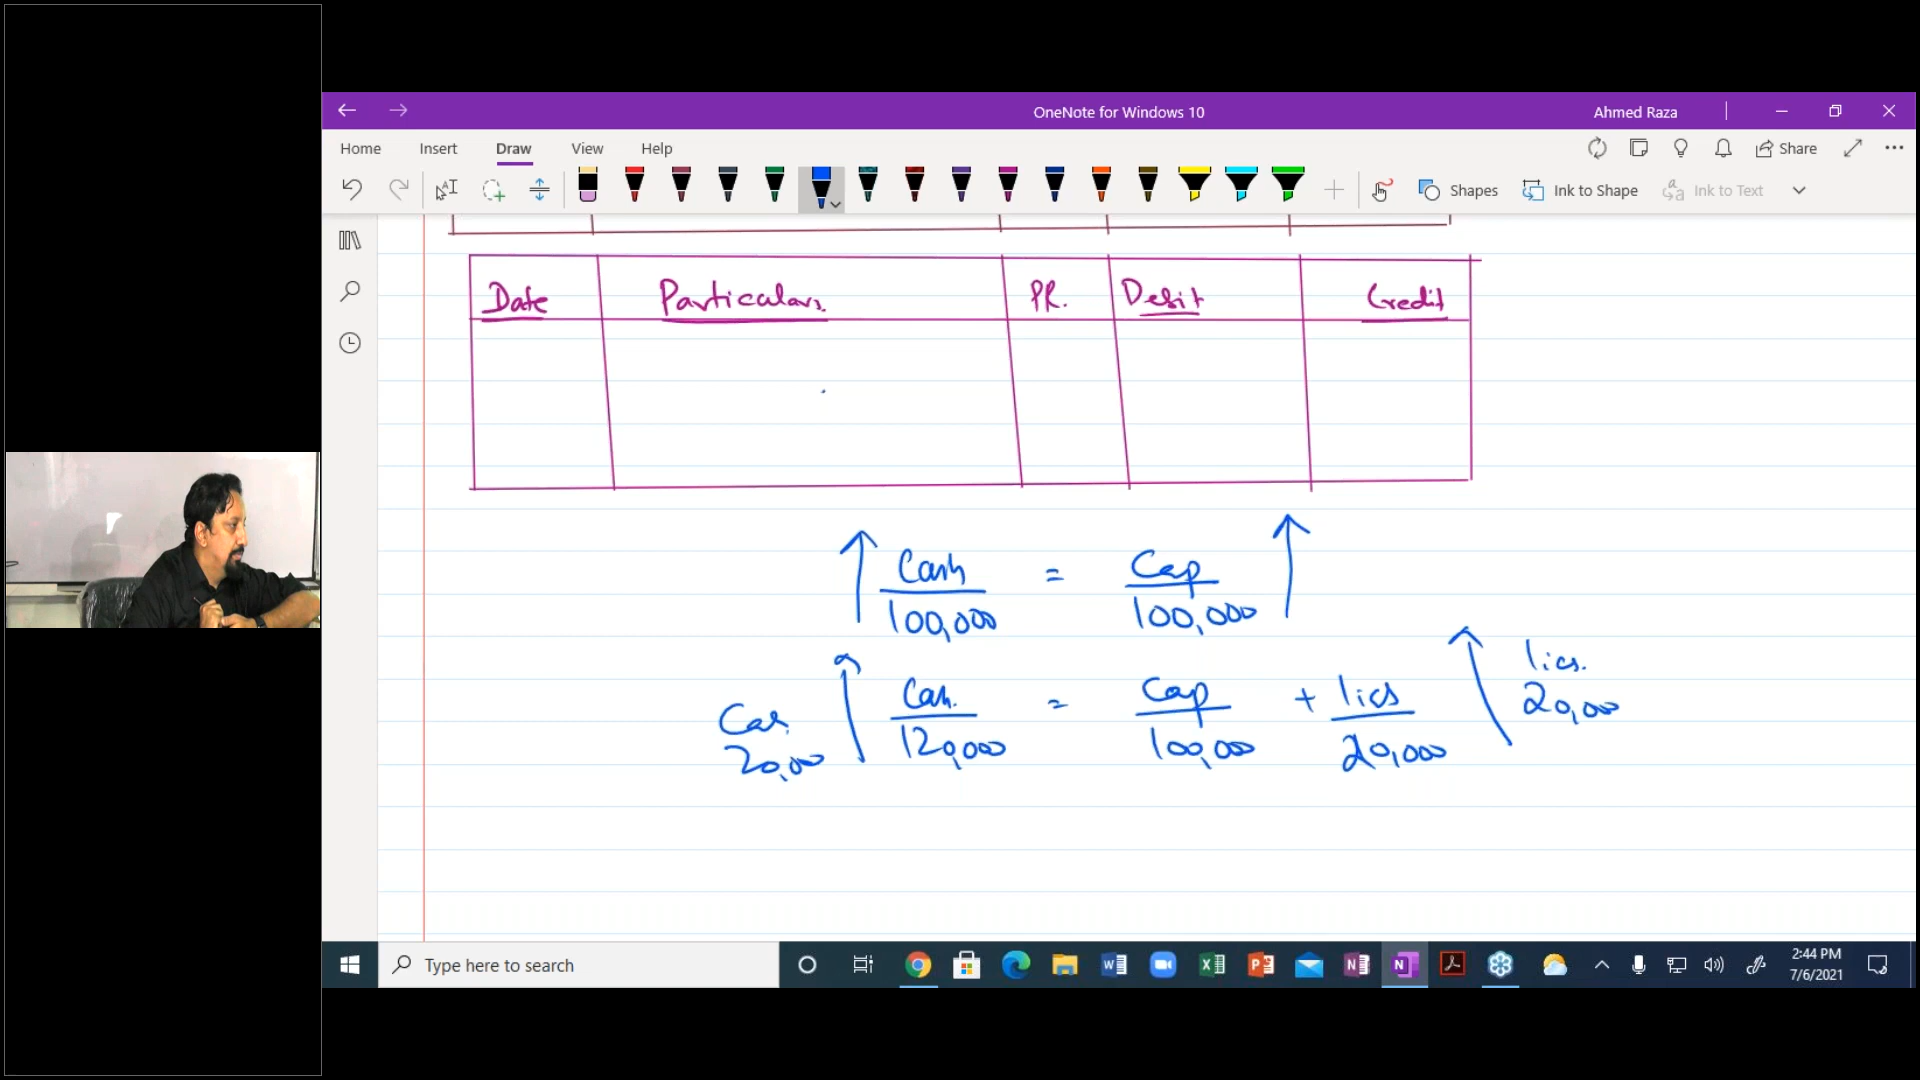 OneNote for Windows 10 Ahmed Raza
Home Insert Draw View Help Share
Shapes Ink to Shape Ink to Text
Date Particulars. P.R. Debit Credit
Cash = Cap
100,000 100,000
Cash. = Cap + lics lics.
Cash 20,000
20,000 120,000 100,000 20,000
Type here to search
2:44 PM
7/6/2021